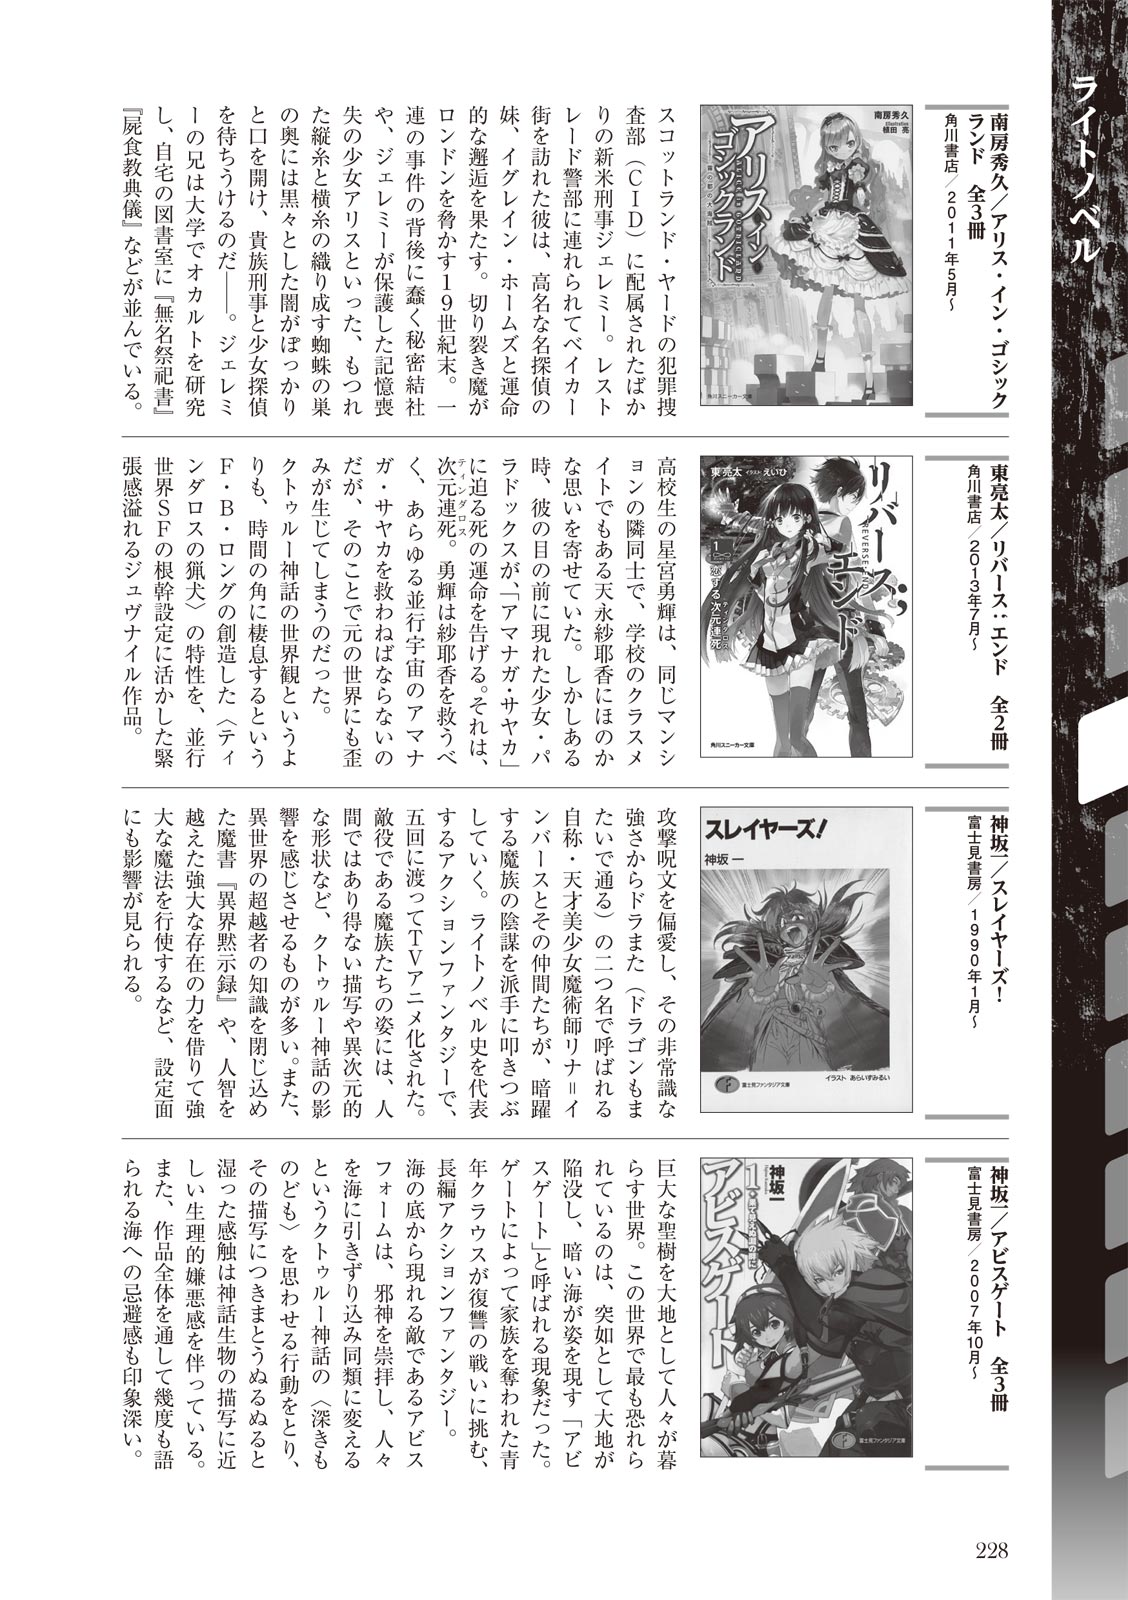 ライトノベル
南房秀久／アリス・イン・ゴシック
ランド　全３冊
角川書店／２０１１年５月～
南房秀久
Illustration
植田 亮
アリス・イン・
ゴシックランド
角川スニーカー文庫
スコットランド・ヤードの犯罪捜
査部（ＣＩＤ）に配属されたばか
りの新米刑事ジェレミー。レスト
レード警部に連れられてベイカー
街を訪れた彼は、高名な名探偵の
妹、イグレイン・ホームズと運命
的な邂逅を果たす。切り裂き魔が
ロンドンを脅かす１９世紀末。一
連の事件の背後に蠢く秘密結社
や、ジェレミーが保護した記憶喪
失の少女アリスといった、もつれ
た縦糸と横糸の織り成す蜘蛛の巣
の奥には黒々とした闇がぽっかり
と口を開け、貴族刑事と少女探偵
を待ちうけるのだ――。ジェレミ
ーの兄は大学でオカルトを研究
し、自宅の図書室に『無名祭祀書』
『屍食教典儀』などが並んでいる。
東亮太／リバース：エンド　全２冊
角川書店／２０１３年７月～
東 亮太 イラスト えいひ
リバース；
エンド
REVERSE：END
1 恋する次元連死
ティンダロス
角川スニーカー文庫
高校生の星宮勇輝は、同じマンシ
ョンの隣同士で、学校のクラスメ
イトでもある天永紗耶香にほのか
な思いを寄せていた。しかしある
時、彼の目の前に現れた少女・パ
ラドックスが、「アマナガ・サヤカ」
に迫る死の運命を告げる。それは、
ティンダロス
次元連死。勇輝は紗耶香を救うべ
く、あらゆる並行宇宙のアマナ
ガ・サヤカを救わねばならないの
だが、そのことで元の世界にも歪
みが生じてしまうのだった。
クトゥルー神話の世界観というよ
りも、時間の角に棲息するという
Ｆ・Ｂ・ロングの創造した〈ティ
ンダロスの猟犬〉の特性を、並行
世界ＳＦの根幹設定に活かした緊
張感溢れるジュヴナイル作品。
神坂一／スレイヤーズ！
富士見書房／１９９０年１月～
スレイヤーズ！
神坂 一
イラスト あらいずみるい
富士見ファンタジア文庫
攻撃呪文を偏愛し、その非常識な
強さからドラまた（ドラゴンもま
たいで通る）の二つ名で呼ばれる
自称・天才美少女魔術師リナ＝イ
ンバースとその仲間たちが、暗躍
する魔族の陰謀を派手に叩きつぶ
していく。ライトノベル史を代表
するアクションファンタジーで、
五回に渡ってＴＶアニメ化された。
敵役である魔族たちの姿には、人
間ではあり得ない描写や異次元的
な形状など、クトゥルー神話の影
響を感じさせるものが多い。また、
異世界の超越者の知識を閉じ込め
た魔書『異界黙示録』や、人智を
越えた強大な存在の力を借りて強
大な魔法を行使するなど、設定面
にも影響が見られる。
神坂一／アビスゲート　全３冊
富士見書房／２００７年１０月～
神坂一
アビスゲート
富士見ファンタジア文庫
巨大な聖樹を大地として人々が暮
らす世界。この世界で最も恐れら
れているのは、突如として大地が
陥没し、暗い海が姿を現す「アビ
スゲート」と呼ばれる現象だった。
ゲートによって家族を奪われた青
年クラウスが復讐の戦いに挑む、
長編アクションファンタジー。
海の底から現れる敵であるアビス
フォームは、邪神を崇拝し、人々
を海に引きずり込み同類に変える
というクトゥルー神話の〈深きも
のども〉を思わせる行動をとり、
その描写につきまとうぬるぬると
湿った感触は神話生物の描写に近
しい生理的嫌悪感を伴っている。
また、作品全体を通して幾度も語
られる海への忌避感も印象深い。
228